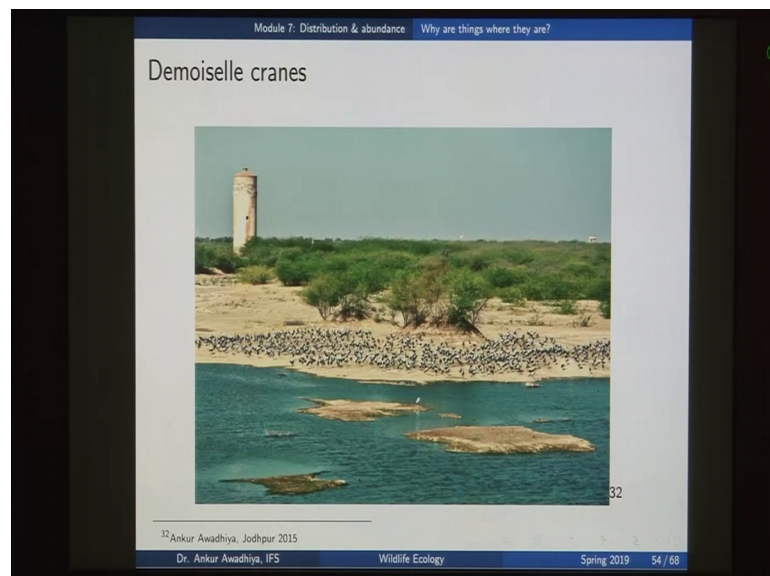 Module 7: Distribution & abundance Why are things where they are?
Demoiselle cranes
32
32Ankur Awadhiya, Jodhpur 2015
Dr. Ankur Awadhiya, IFS Wildlife Ecology Spring 2019 54 / 68